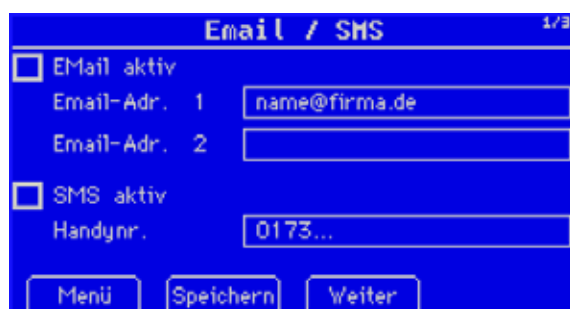 Email / SMS 1/3
EMail aktiv
Email-Adr. 1 name@firma.de
Email-Adr. 2
SMS aktiv
Handynr. 0173...
Menü Speichern Weiter